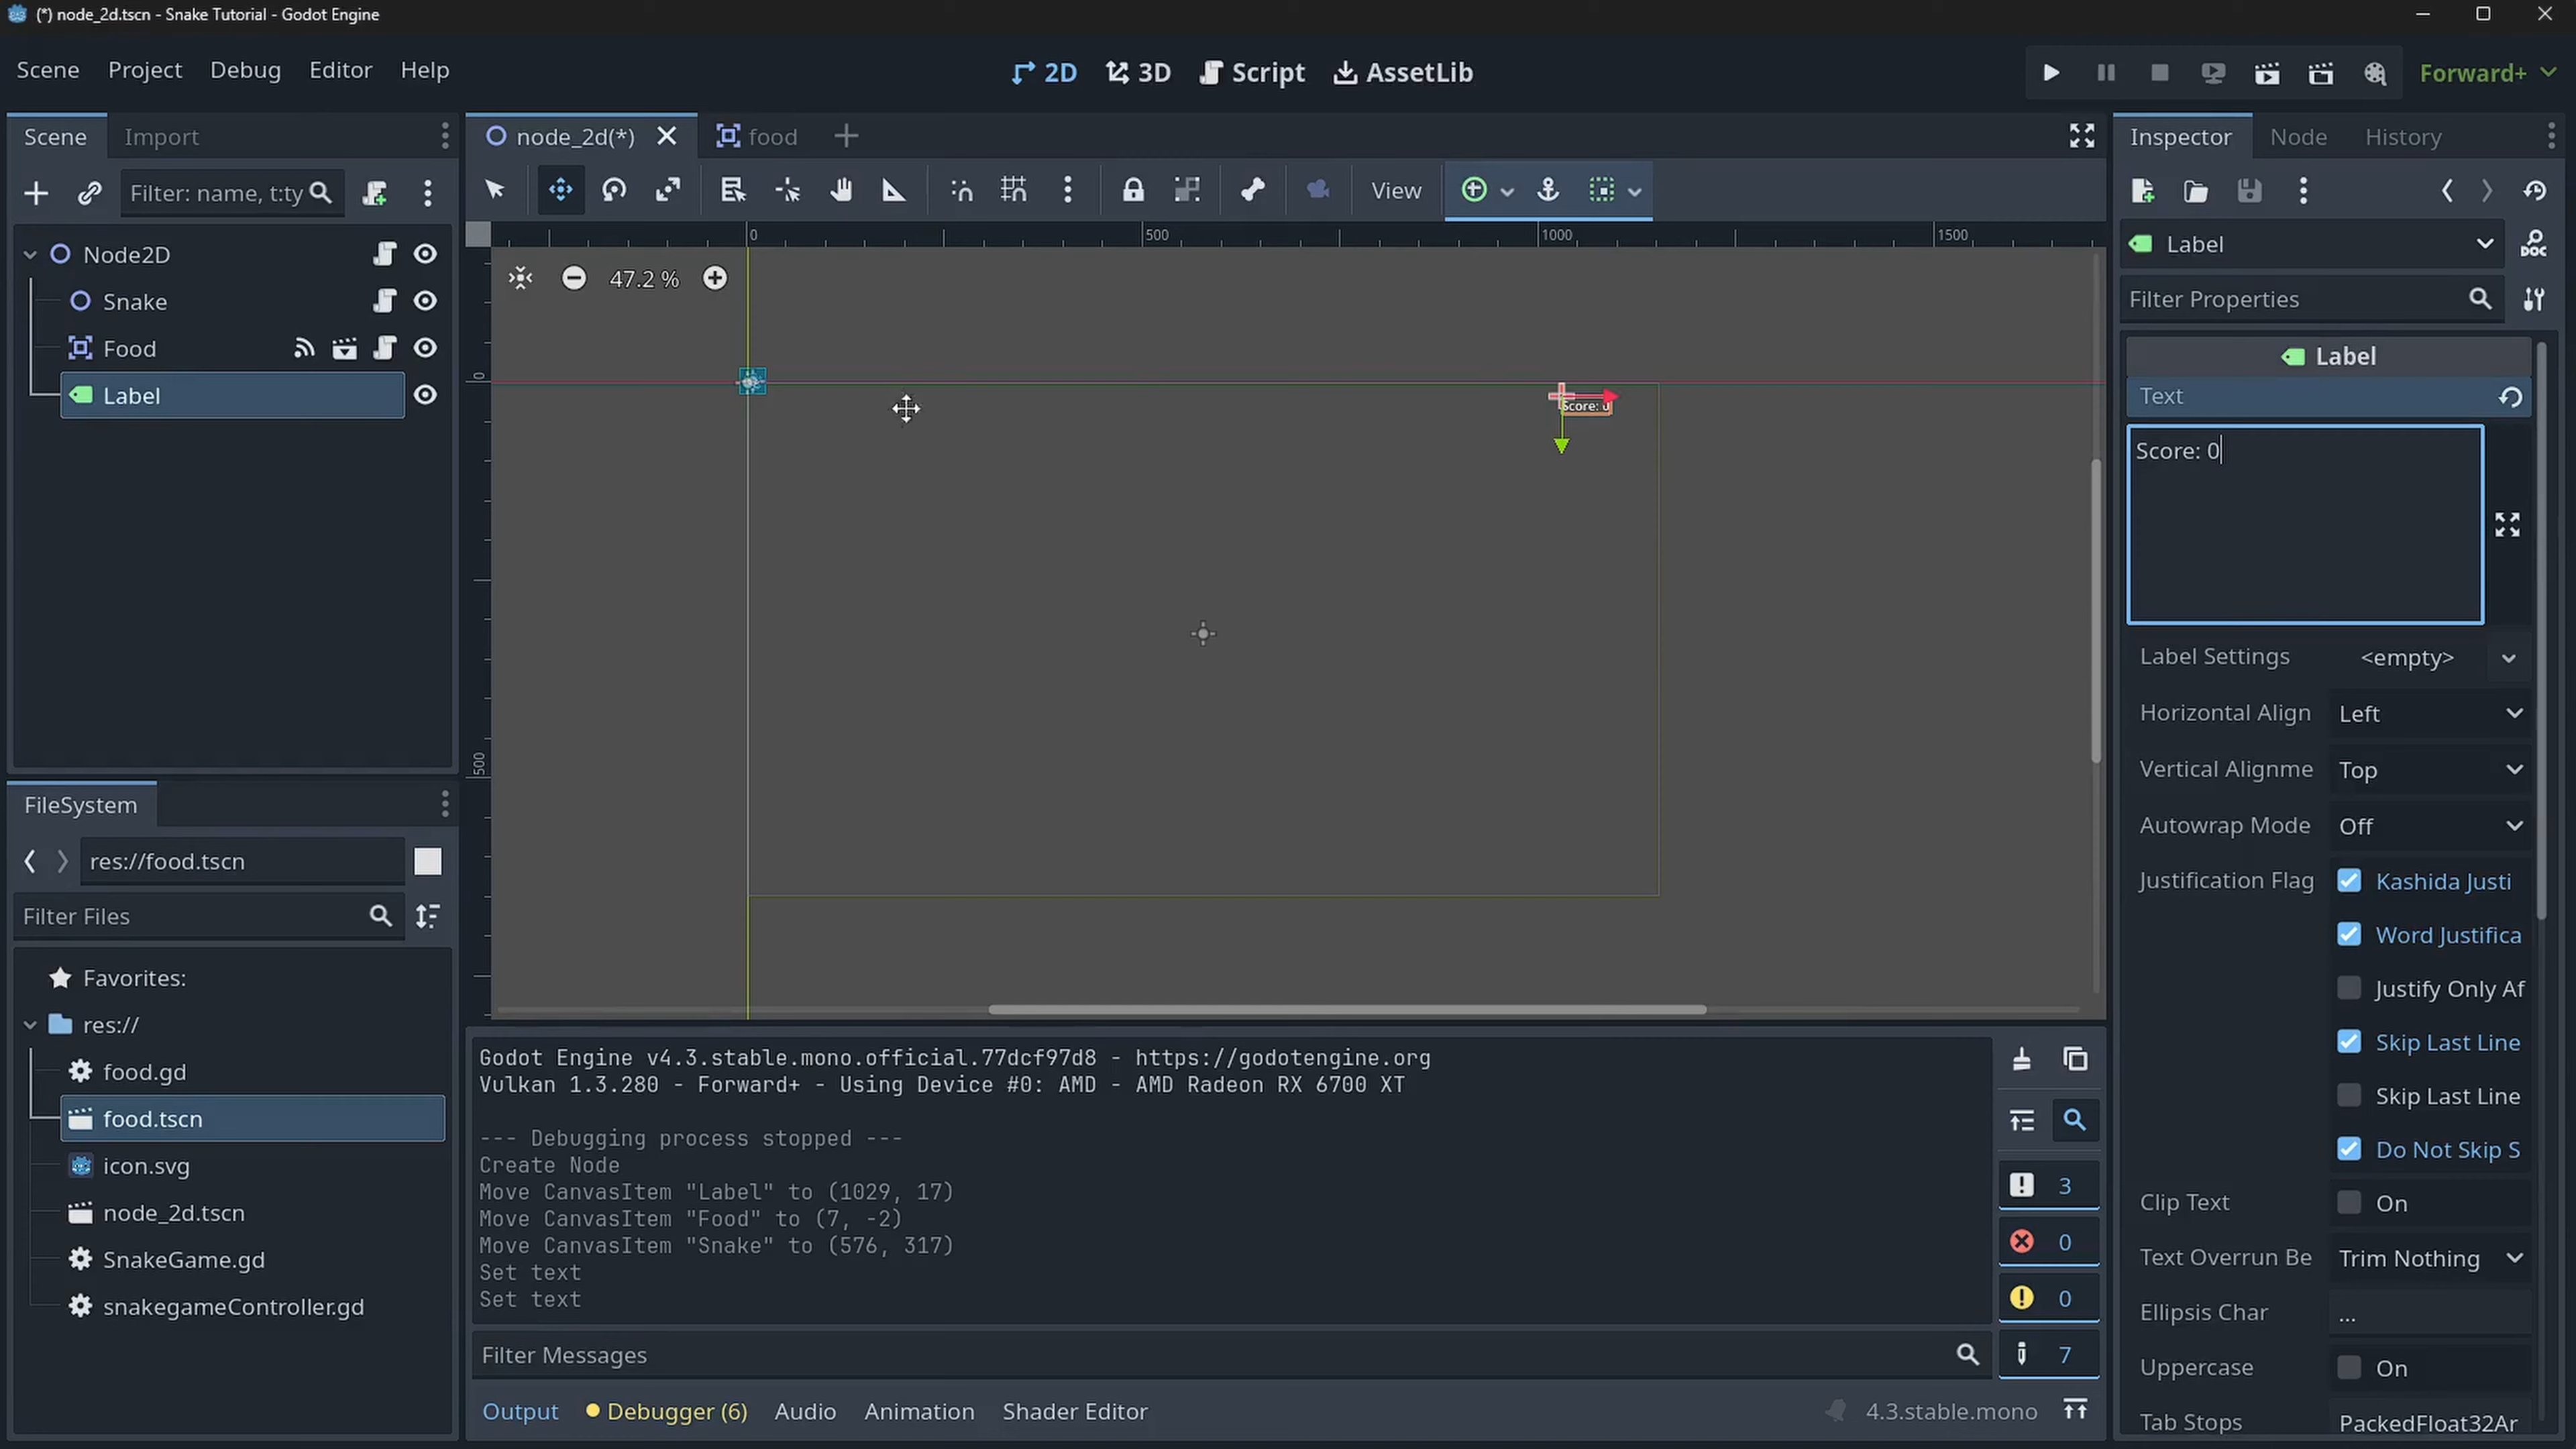 (*) node_2d.tscn - Snake Tutorial - Godot Engine
Scene Project Debug Editor Help
2D 3D Script AssetLib
Forward+
Scene Import
node_2d(*) food
Inspector Node History
Filter: name, t:ty
View
Node2D
Snake
Food
Label
0 500 1000 1500
47.2 %
0
500
Score: 0
Label
Filter Properties
Label
Text
Score: 0
Label Settings <empty>
Horizontal Align Left
Vertical Alignme Top
Autowrap Mode Off
Justification Flag Kashida Justi
Word Justifica
Justify Only Af
Skip Last Line
Skip Last Line
Do Not Skip S
Clip Text On
Text Overrun Be Trim Nothing
Ellipsis Char ...
Uppercase On
Tab Stops PackedFloat32Ar
FileSystem
res://food.tscn
Filter Files
Favorites:
res://
food.gd
food.tscn
icon.svg
node_2d.tscn
SnakeGame.gd
snakegameController.gd
Godot Engine v4.3.stable.mono.official.77dcf97d8 - https://godotengine.org
Vulkan 1.3.280 - Forward+ - Using Device #0: AMD - AMD Radeon RX 6700 XT
--- Debugging process stopped ---
Create Node
Move CanvasItem "Label" to (1029, 17)
Move CanvasItem "Food" to (7, -2)
Move CanvasItem "Snake" to (576, 317)
Set text
Set text
3
0
0
7
Filter Messages
Output Debugger (6) Audio Animation Shader Editor
4.3.stable.mono